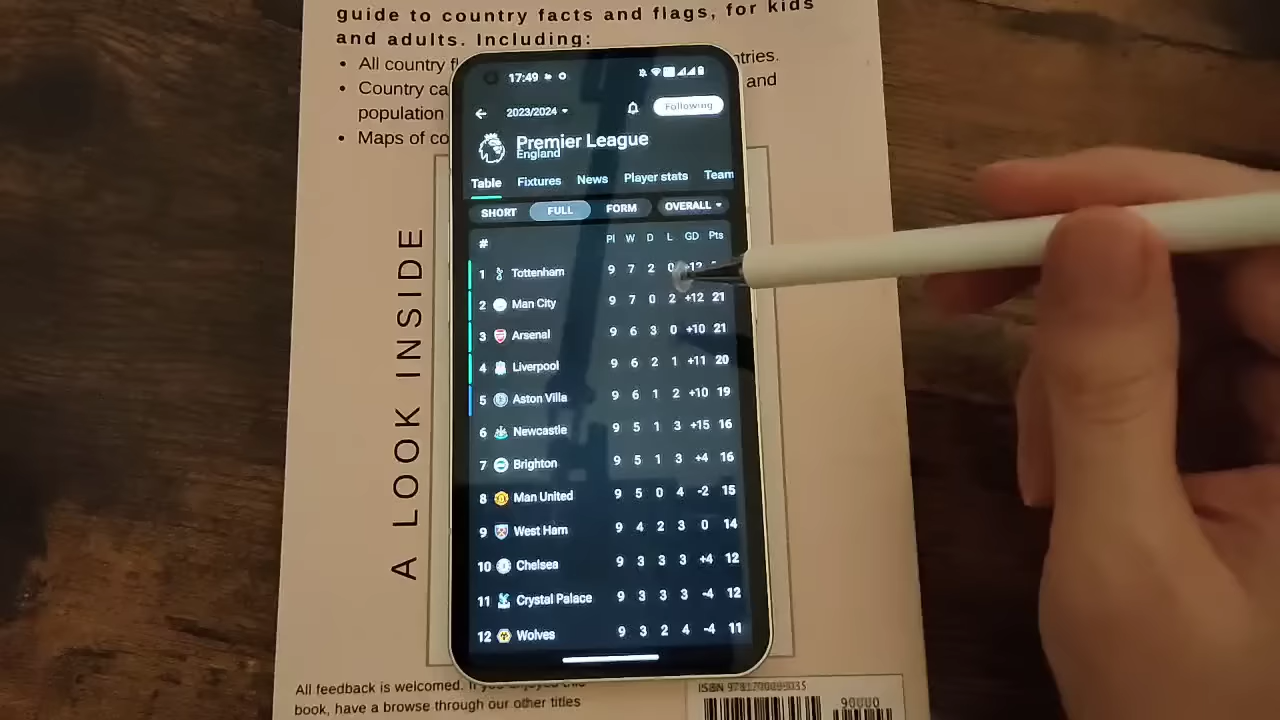 guide to country facts and flags, for kids
and adults. Including:
• All country fl
ntries.
• Country ca
and
population
• Maps of co
A LOOK INSIDE
17:49
2023/2024
Following
Premier League
England
Table Fixtures News Player stats Team
SHORT FULL FORM OVERALL
# Pl W D L GD Pts
1 Tottenham 9 7 2 0
2 Man City 9 7 0 2 +12 21
3 Arsenal 9 6 3 0 +10 21
4 Liverpool 9 6 2 1 +11 20
5 Aston Villa 9 6 1 2 +10 19
6 Newcastle 9 5 1 3 +15 16
7 Brighton 9 5 1 3 +4 16
8 Man United 9 5 0 4 -2 15
9 West Ham 9 4 2 3 0 14
10 Chelsea 9 3 3 3 +4 12
11 Crystal Palace 9 3 3 3 -4 12
12 Wolves 9 3 2 4 -4 11
All feedback is welcomed. If you enjoyed this
book, have a browse through our other titles
ISBN
90000